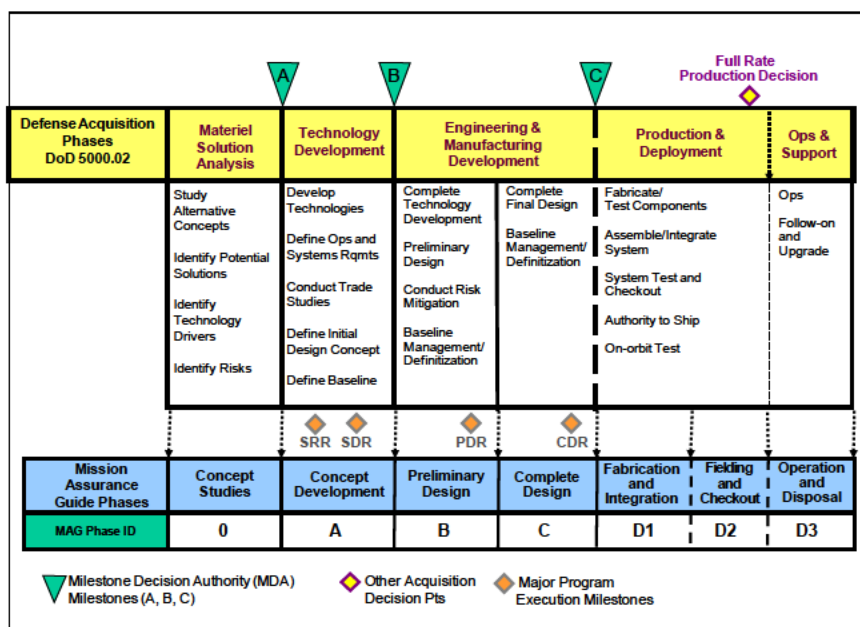 A
B
C
Full Rate
Production Decision
Defense Acquisition
Phases
DoD 5000.02
Materiel
Solution
Analysis
Technology
Development
Engineering &
Manufacturing
Development
Production &
Deployment
Ops &
Support
Study
Alternative
Concepts
Identify Potential
Solutions
Identify
Technology
Drivers
Identify Risks
Develop
Technologies
Define Ops and
Systems Rqmts
Conduct Trade
Studies
Define Initial
Design Concept
Define Baseline
Complete
Technology
Development
Preliminary
Design
Conduct Risk
Mitigation
Baseline
Management/
Definitization
Complete
Final Design
Baseline
Management/
Definitization
Fabricate/
Test Components
Assemble/Integrate
System
System Test and
Checkout
Authority to Ship
On-orbit Test
Ops
Follow-on
and
Upgrade
SRR
SDR
PDR
CDR
Mission
Assurance
Guide Phases
Concept
Studies
Concept
Development
Preliminary
Design
Complete
Design
Fabrication
and
Integration
Fielding
and
Checkout
Operation
and
Disposal
MAG Phase ID
0
A
B
C
D1
D2
D3
Milestone Decision Authority (MDA)
Milestones (A, B, C)
Other Acquisition
Decision Pts
Major Program
Execution Milestones